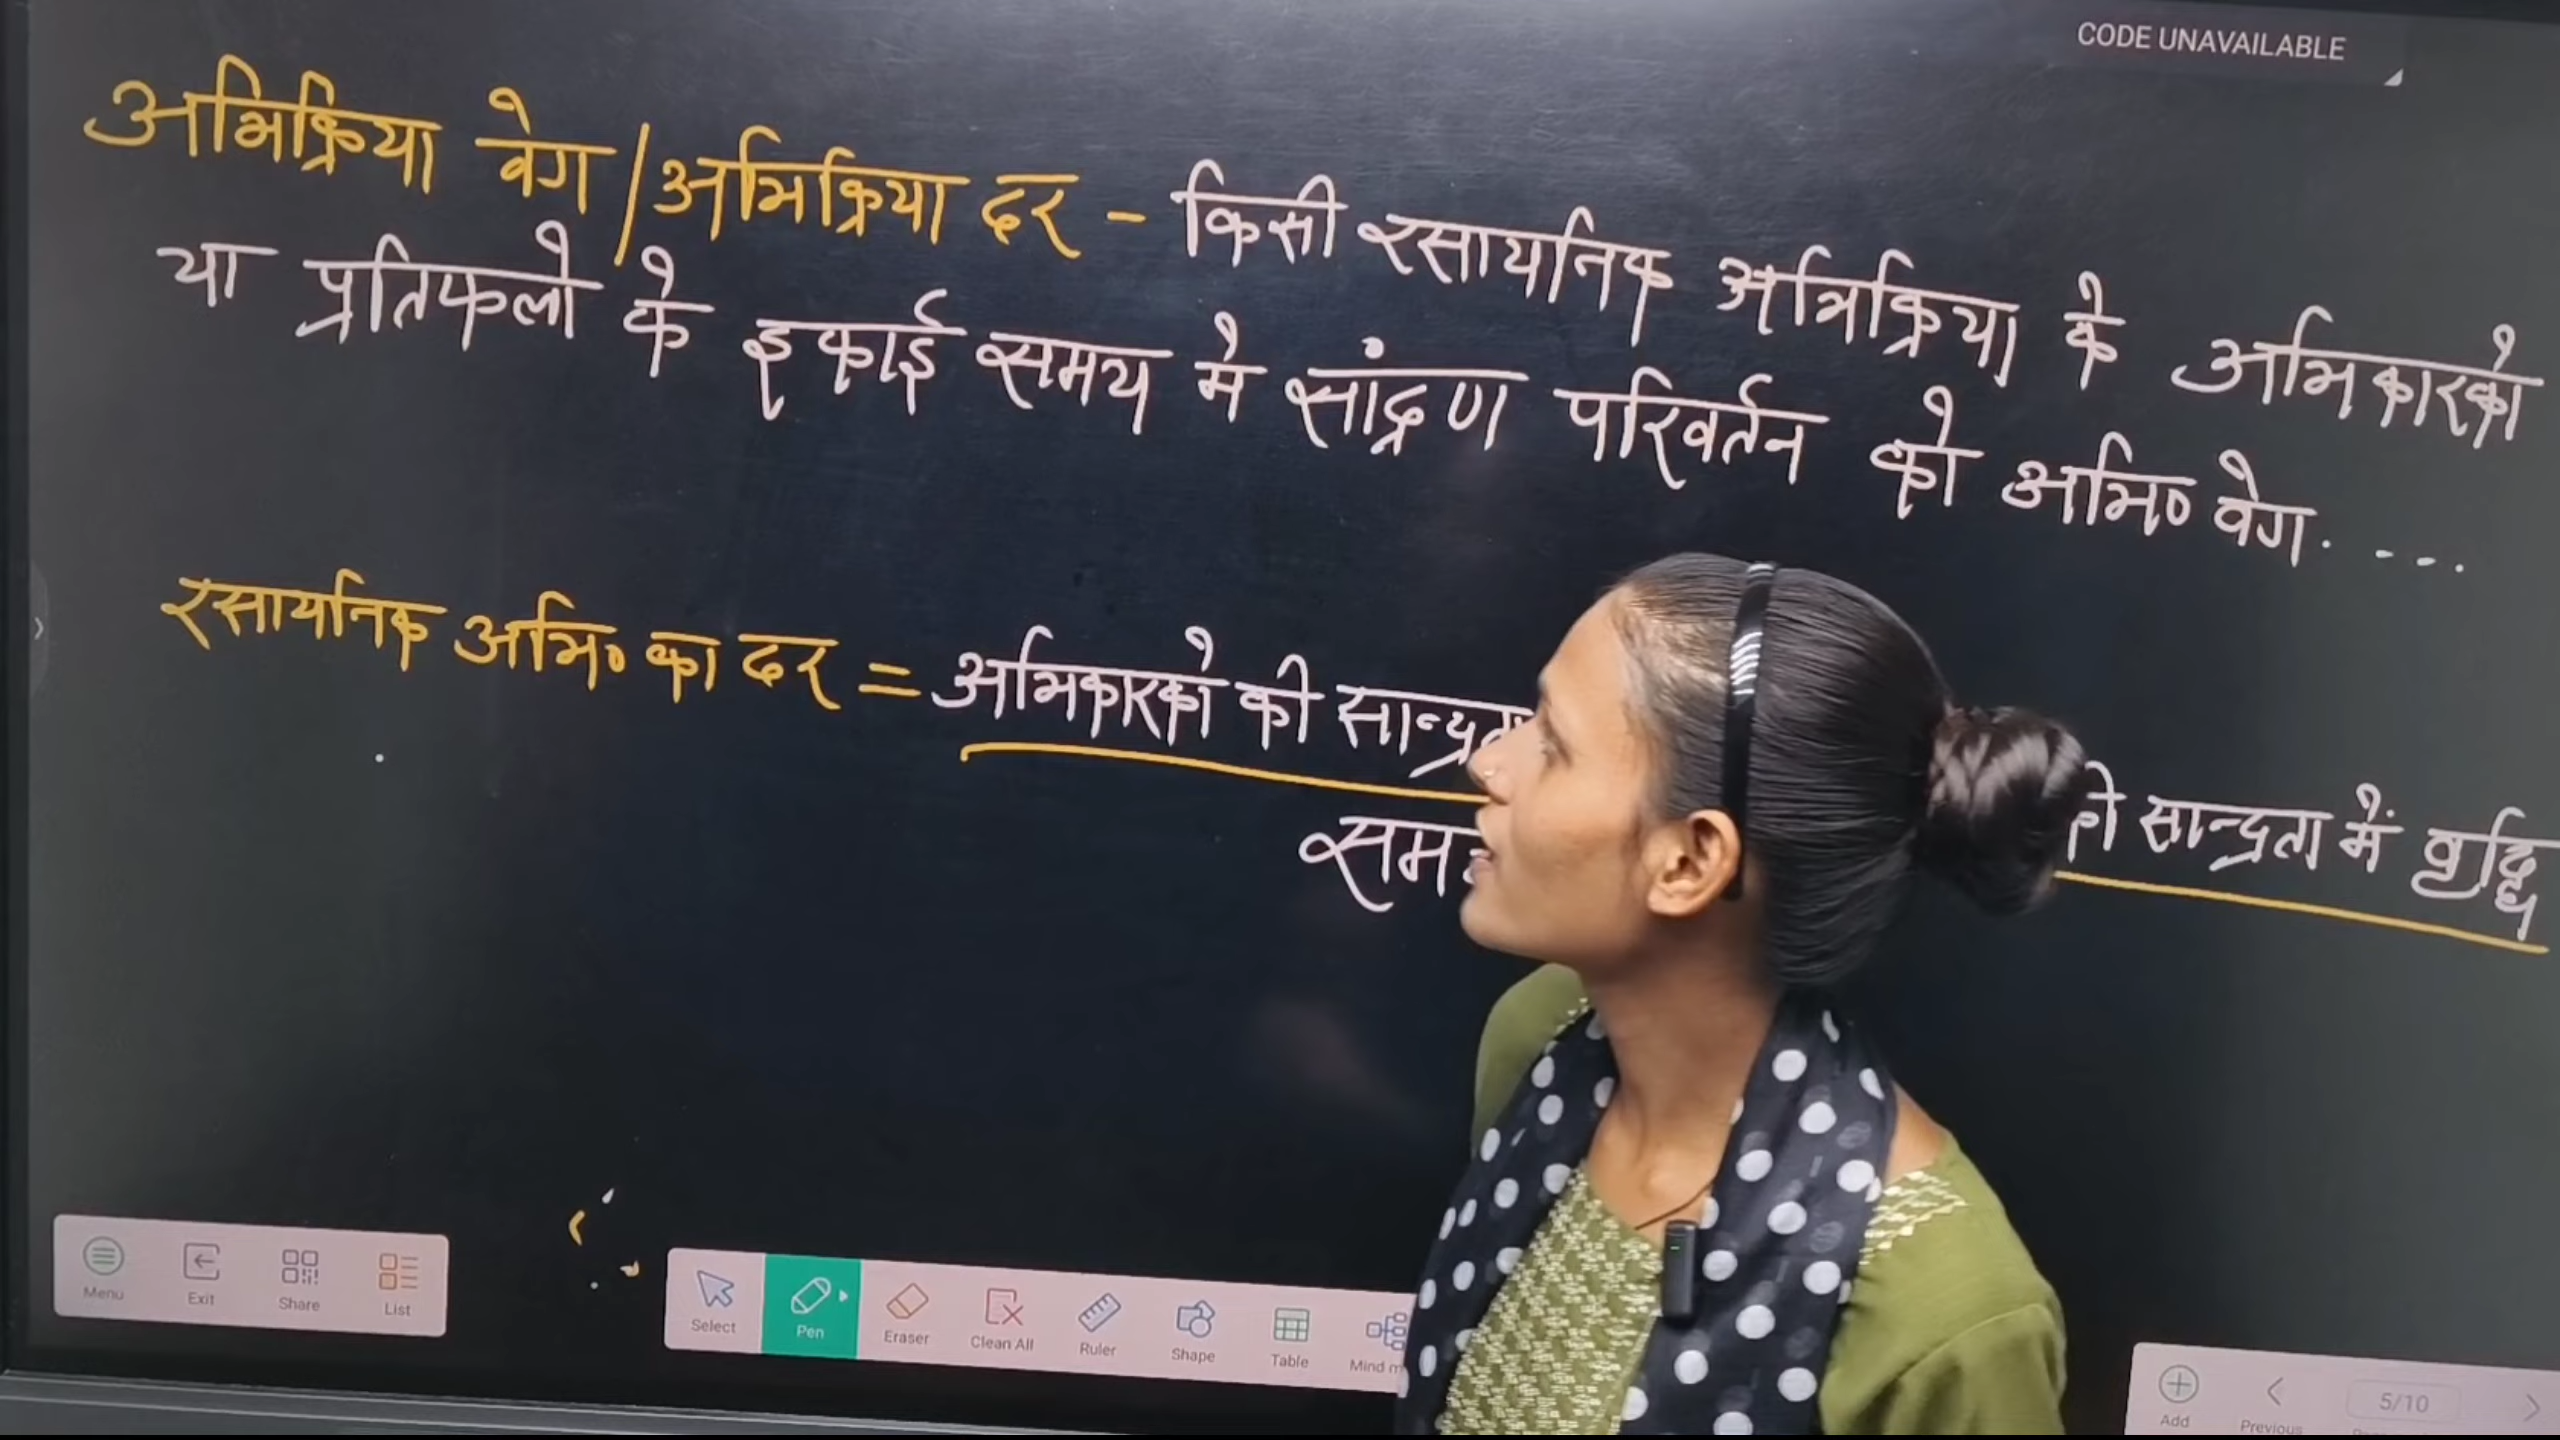 CODE UNAVAILABLE
अभिक्रिया वेग/अभिक्रिया दर - किसी रसायनिक अभिक्रिया के अभिकारको
या प्रतिफलो के इकाई समय मे सांद्रण परिवर्तन को अभि० वेग. ...
रसायनिक अभि० का दर = अभिकारको की
की सान्द्रता में वृद्धि
Menu Exit Share List
Select Pen Eraser Clean All Ruler Shape Table Mind
Add Previous 5/10